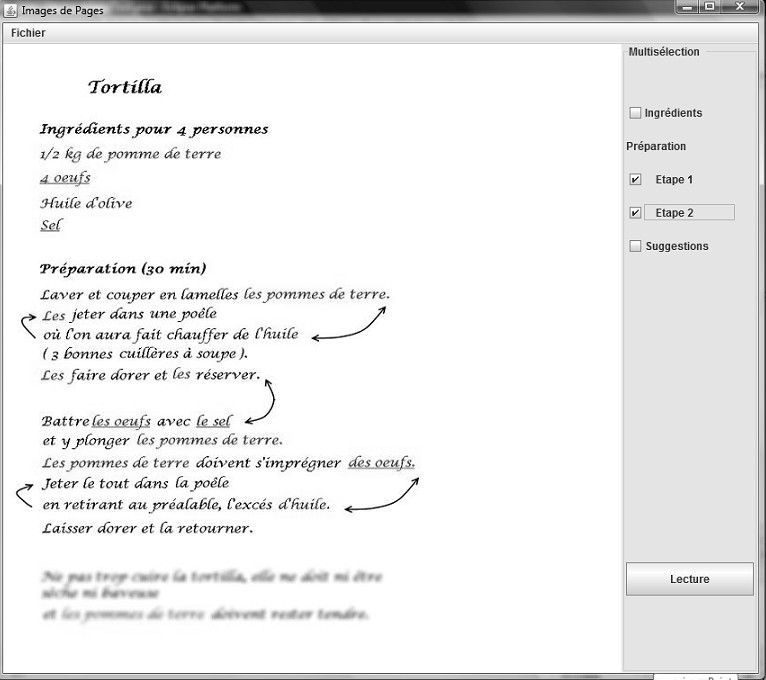 Images de Pages
Fichier
Tortilla
Ingrédients pour 4 personnes
1/2 kg de pomme de terre
4 oeufs
Huile d'olive
Sel
Préparation (30 min)
Laver et couper en lamelles les pommes de terre.
Les jeter dans une poêle
où l'on aura fait chauffer de l'huile
( 3 bonnes cuillères à soupe ).
Les faire dorer et les réserver.
Battre les oeufs avec le sel
et y plonger les pommes de terre.
Les pommes de terre doivent s'imprégner des oeufs.
Jeter le tout dans la poêle
en retirant au préalable, l'excés d'huile.
Laisser dorer et la retourner.
Ne pas trop cuire la tortilla, elle ne doit ni être
sèche ni baveuse
et les pommes de terre doivent rester tendre.
Multisélection
Ingrédients
Préparation
Etape 1
Etape 2
Suggestions
Lecture